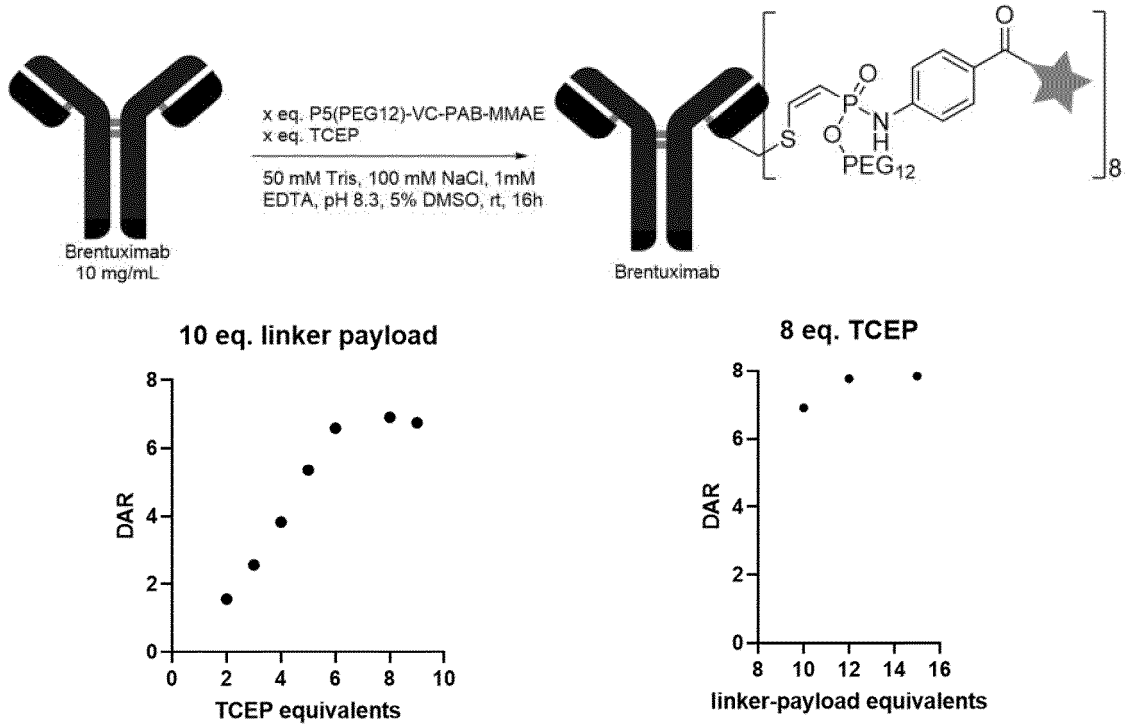 x eq. P5(PEG12)-VC-PAB-MMAE
x eq. TCEP
50 mM Tris, 100 mM NaCl, 1mM
EDTA, pH 8.3, 5% DMSO, rt, 16h
Brentuximab
10 mg/mL
O
O
P
N
H
S
O
PEG12
8
Brentuximab
10 eq. linker payload
8
6
4
2
0
DAR
0 2 4 6 8 10
TCEP equivalents
8 eq. TCEP
8
6
4
2
0
DAR
8 10 12 14 16
linker-payload equivalents